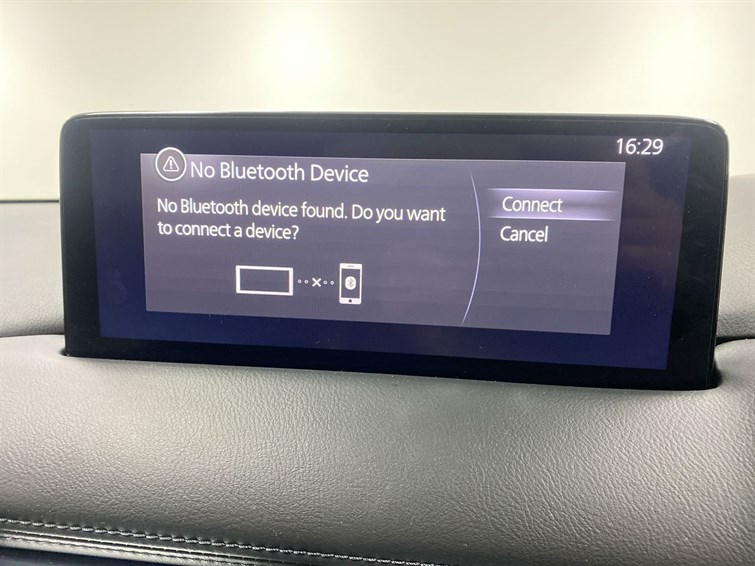 16:29
No Bluetooth Device
No Bluetooth device found. Do you want
to connect a device?
Connect
Cancel